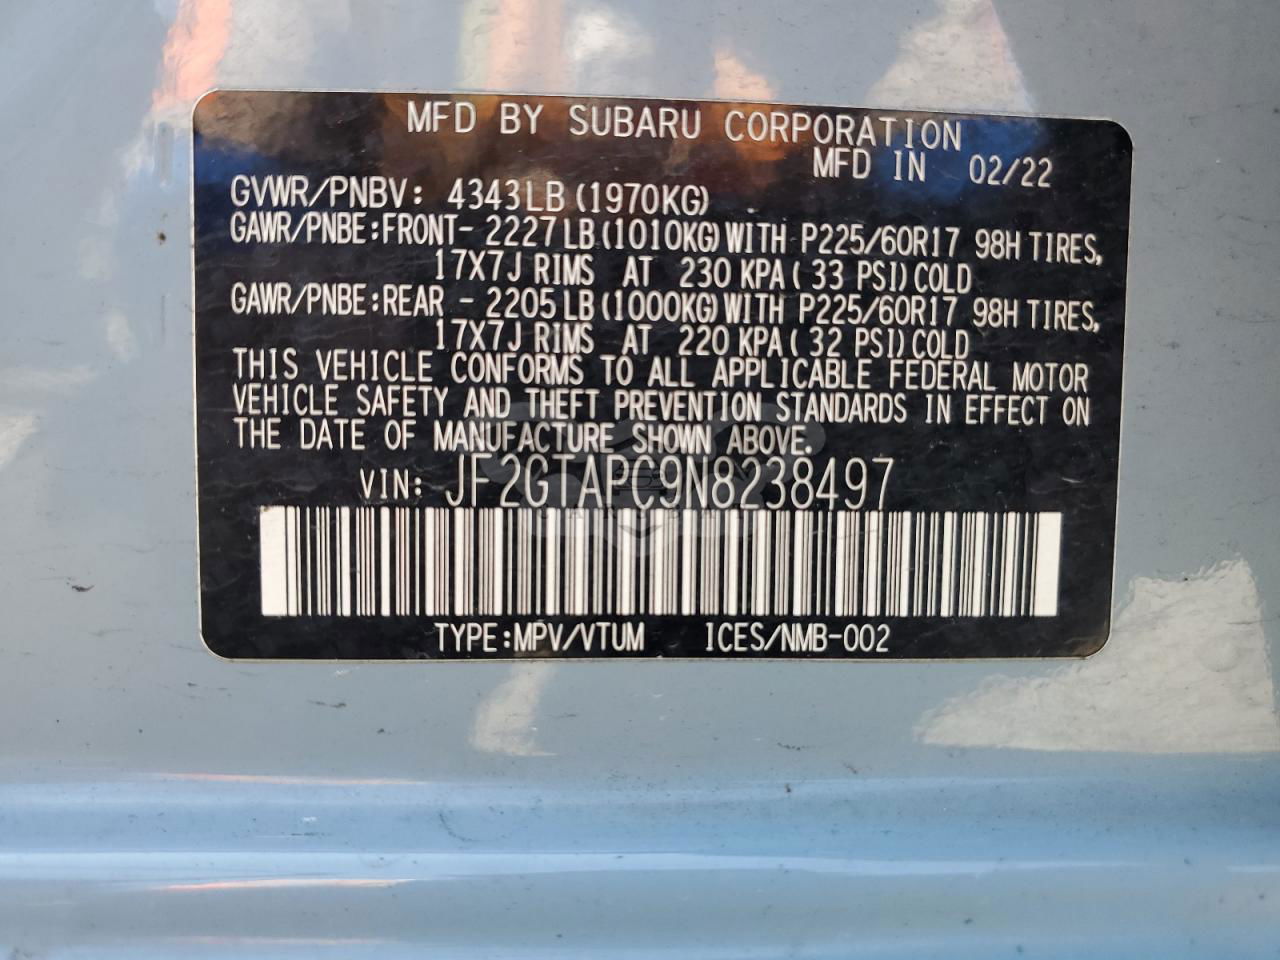 MFD BY SUBARU CORPORATION
MFD IN 02/22
GVWR/PNBV: 4343LB (1970KG)
GAWR/PNBE:FRONT- 2227LB(1010KG)WITH P225/60R17 98H TIRES,
17X7J RIMS AT 230 KPA( 33 PSI)COLD
GAWR/PNBE:REAR - 2205LB(1000KG)WITH P225/60R17 98H TIRES,
17X7J RIMS AT 220 KPA( 32 PSI)COLD
THIS VEHICLE CONFORMS TO ALL APPLICABLE FEDERAL MOTOR
VEHICLE SAFETY AND THEFT PREVENTION STANDARDS IN EFFECT ON
THE DATE OF MANUFACTURE SHOWN ABOVE.
VIN: JF2GTAPC9N8238497
TYPE:MPV/VTUM ICES/NMB-002